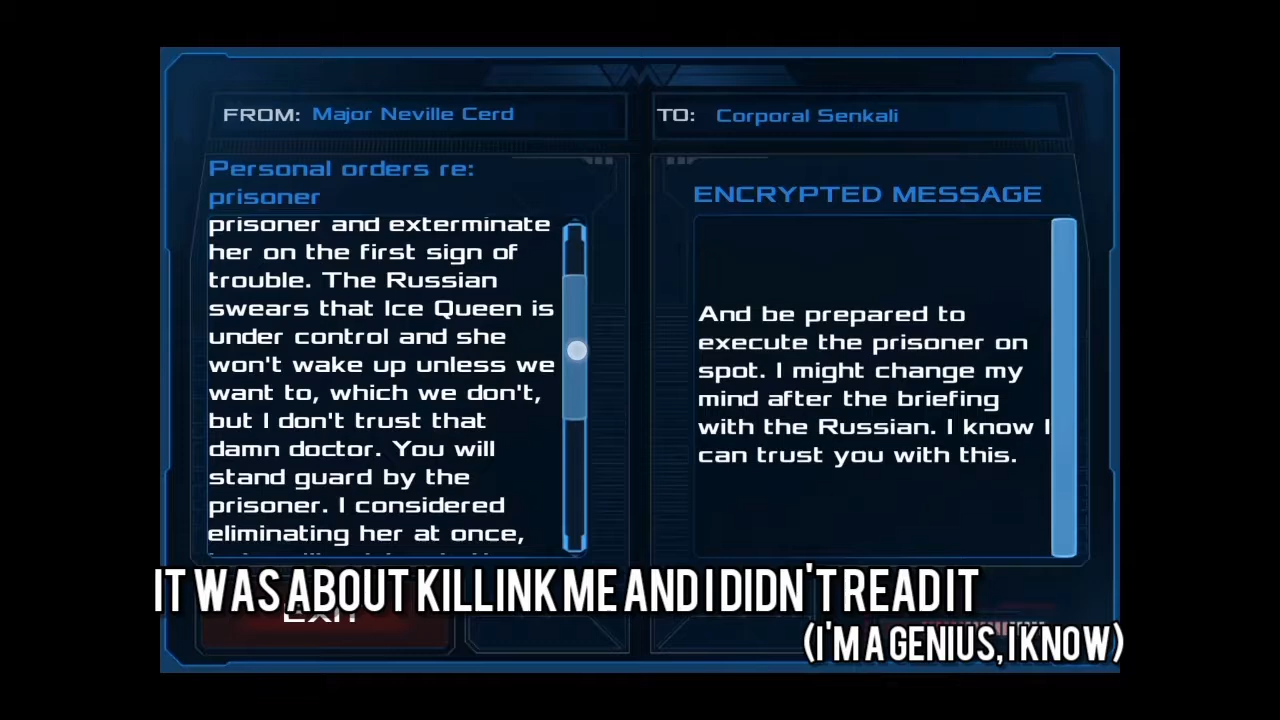 FROM: Major Neville Cerd
TO: Corporal Senkali
Personal orders re:
prisoner
prisoner and exterminate
her on the first sign of
trouble. The Russian
swears that Ice Queen is
under control and she
won't wake up unless we
want to, which we don't,
but I don't trust that
damn doctor. You will
stand guard by the
prisoner. I considered
eliminating her at once,
ENCRYPTED MESSAGE
And be prepared to
execute the prisoner on
spot. I might change my
mind after the briefing
with the Russian. I know I
can trust you with this.
IT WAS ABOUT KILLINK ME AND I DIDN'T READ IT
EXIT
(I'M A GENIUS, I KNOW)